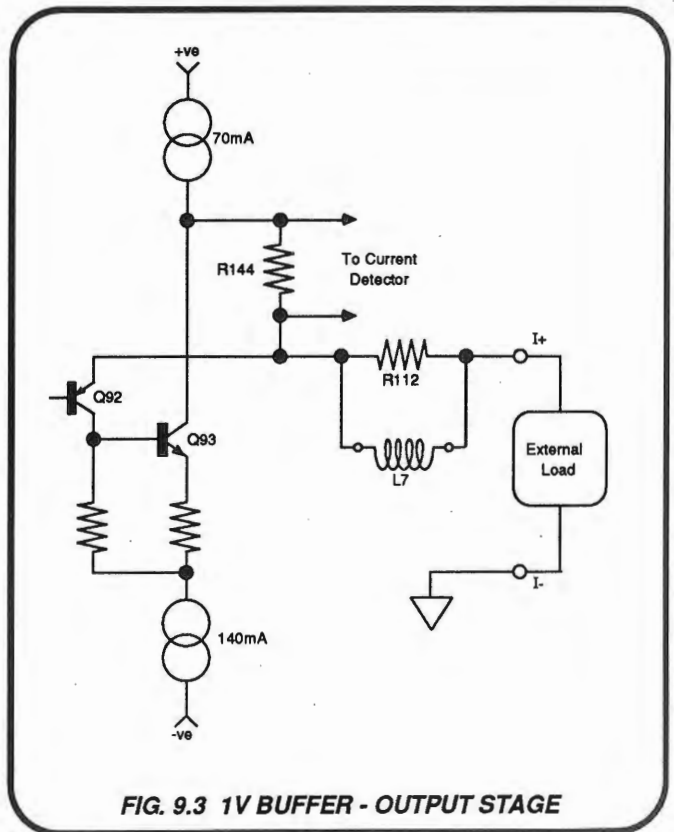 +ve
70mA
R144
To Current
Detector
I+
R112
Q92
Q93
L7
External
Load
I-
140mA
-ve
FIG. 9.3 1V BUFFER - OUTPUT STAGE